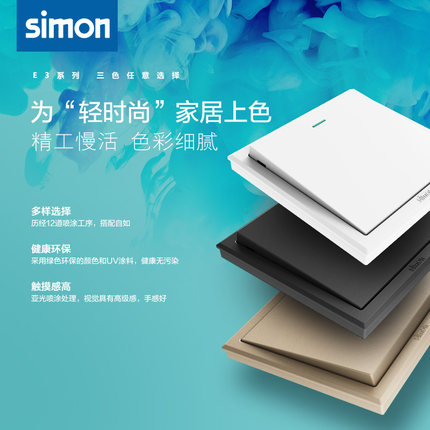 simon
E3系列 三色任意选择
为“轻时尚”家居上色
精工慢活 色彩细腻
多样选择
历经12道喷涂工序，搭配自如
健康环保
采用绿色环保的颜色和UV涂料，健康无污染
触摸感高
亚光喷涂处理，视觉具有高级感，手感好
simon
simon
simon